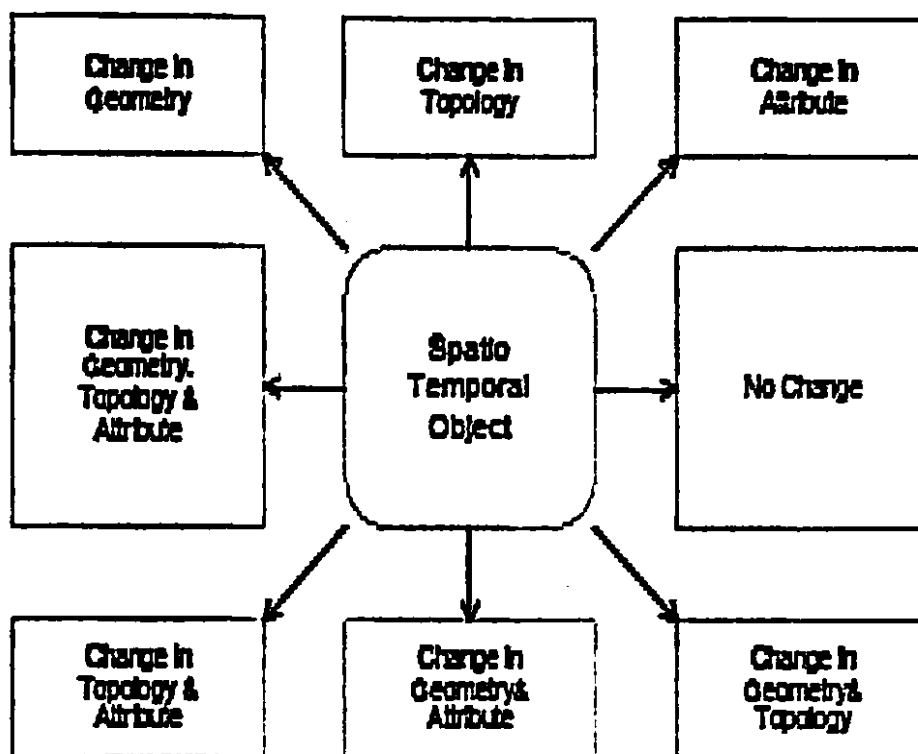 Change in
Geometry
Change in
Topology
Change in
Attribute
Change in
Geometry,
Topology &
Attribute
Spatio
Temporal
Object
No Change
Change in
Topology &
Attribute
Change in
Geometry&
Attribute
Change in
Geometry&
Topology